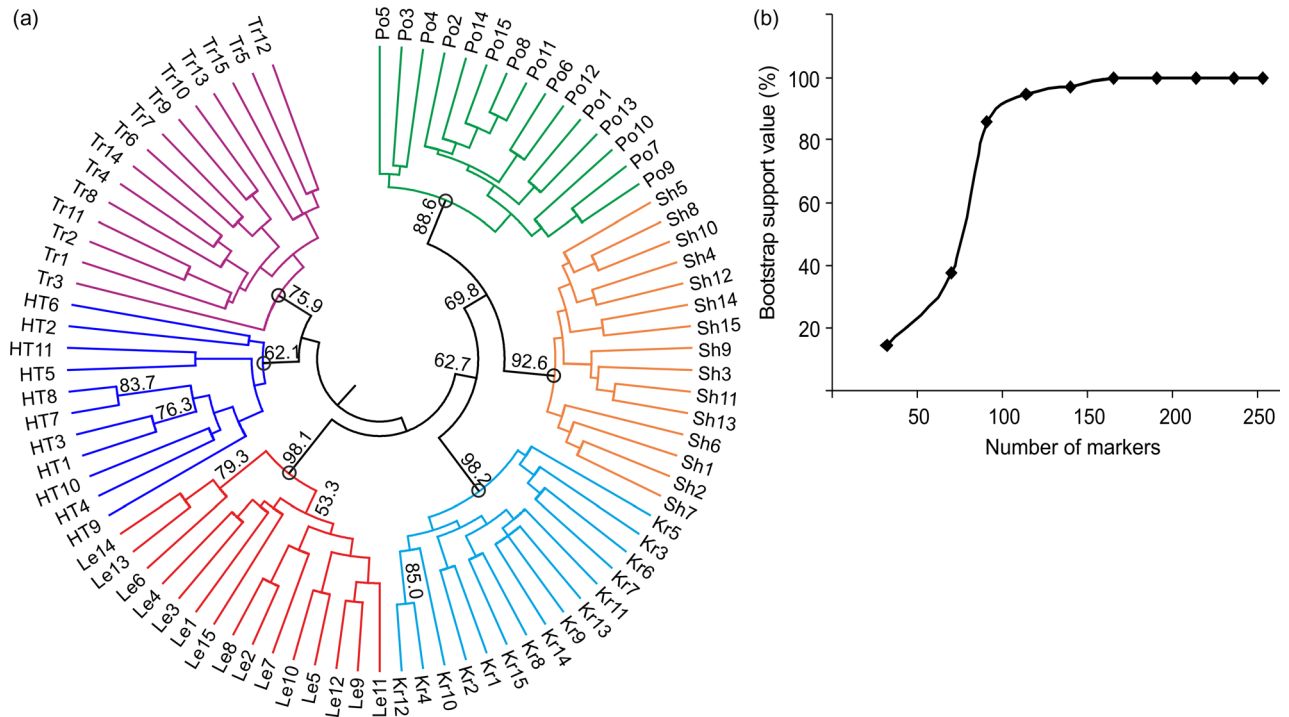 (a)
Po5
Po3
Po4
Po2
Po14
Po15
Po8
Po11
Po6
Po12
Po1
Po13
Po10
Po7
Po9
Sh5
Sh8
Sh10
Sh4
Sh12
Sh14
Sh15
Sh9
Sh3
Sh11
Sh13
Sh6
Sh1
Sh2
Sh7
Kr5
Kr3
Kr6
Kr7
Kr11
Kr13
Kr9
Kr14
Kr8
Kr15
Kr1
Kr2
Kr10
Kr4
Kr12
Le11
Le9
Le12
Le5
Le10
Le7
Le2
Le8
Le15
Le1
Le3
Le4
Le6
Le13
Le14
HT9
HT4
HT10
HT1
HT3
HT7
HT8
HT5
HT11
HT2
HT6
Tr3
Tr1
Tr2
Tr11
Tr8
Tr4
Tr14
Tr6
Tr7
Tr9
Tr10
Tr13
Tr15
Tr5
Tr12
88.6
69.8
92.6
62.7
98.2
85.0
98.1
53.3
79.3
76.3
83.7
62.1
75.9
(b)
Bootstrap support value (%)
100
80
60
40
20
50
100
150
200
250
Number of markers